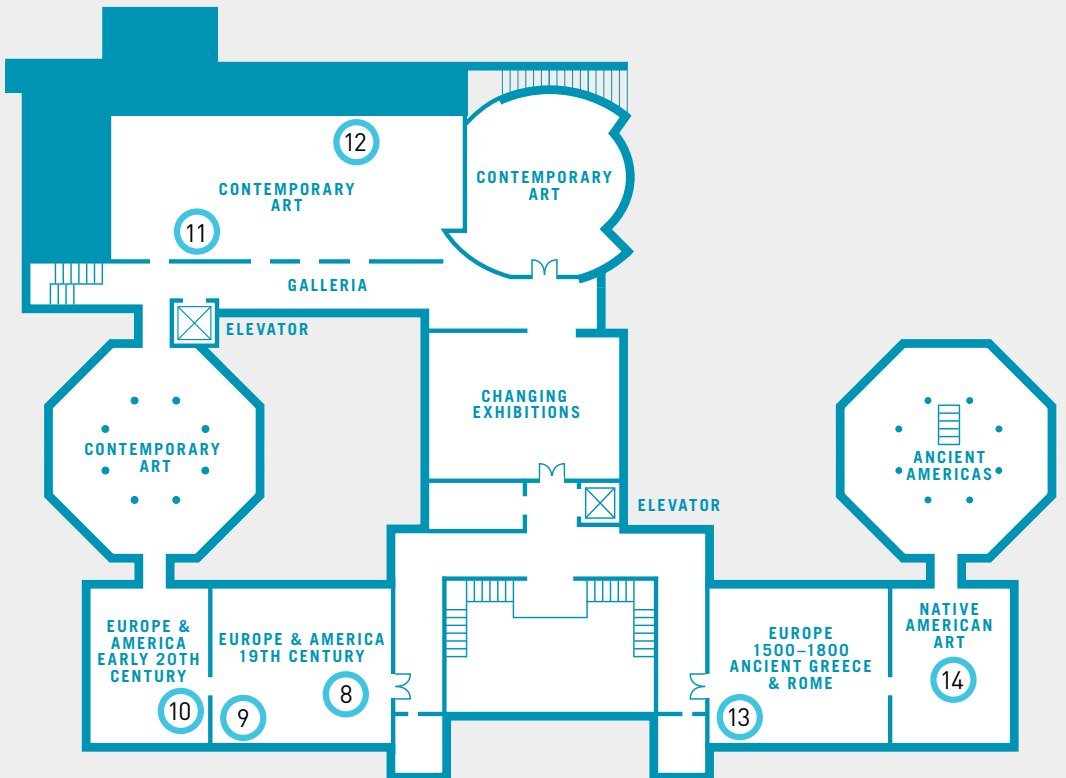 12
CONTEMPORARY
ART
CONTEMPORARY
ART
11
GALLERIA
ELEVATOR
CHANGING
EXHIBITIONS
CONTEMPORARY
ART
ANCIENT
AMERICAS
ELEVATOR
EUROPE &
AMERICA
EARLY 20TH
CENTURY
10
EUROPE & AMERICA
19TH CENTURY
8
9
EUROPE
1500–1800
ANCIENT GREECE
& ROME
13
NATIVE
AMERICAN
ART
14